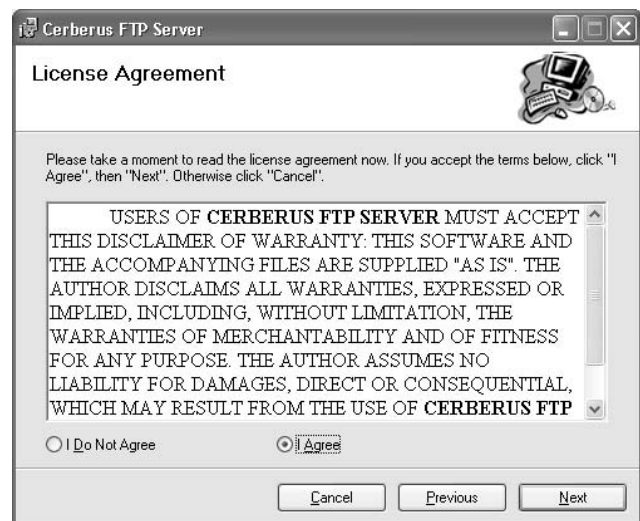 Cerberus FTP Server
License Agreement
Please take a moment to read the license agreement now. If you accept the terms below, click "I
Agree", then "Next". Otherwise click "Cancel".
USERS OF CERBERUS FTP SERVER MUST ACCEPT
THIS DISCLAIMER OF WARRANTY: THIS SOFTWARE AND
THE ACCOMPANYING FILES ARE SUPPLIED "AS IS". THE
AUTHOR DISCLAIMS ALL WARRANTIES, EXPRESSED OR
IMPLIED, INCLUDING, WITHOUT LIMITATION, THE
WARRANTIES OF MERCHANTABILITY AND OF FITNESS
FOR ANY PURPOSE. THE AUTHOR ASSUMES NO
LIABILITY FOR DAMAGES, DIRECT OR CONSEQUENTIAL,
WHICH MAY RESULT FROM THE USE OF CERBERUS FTP
I Do Not Agree
I Agree
Cancel
Previous
Next